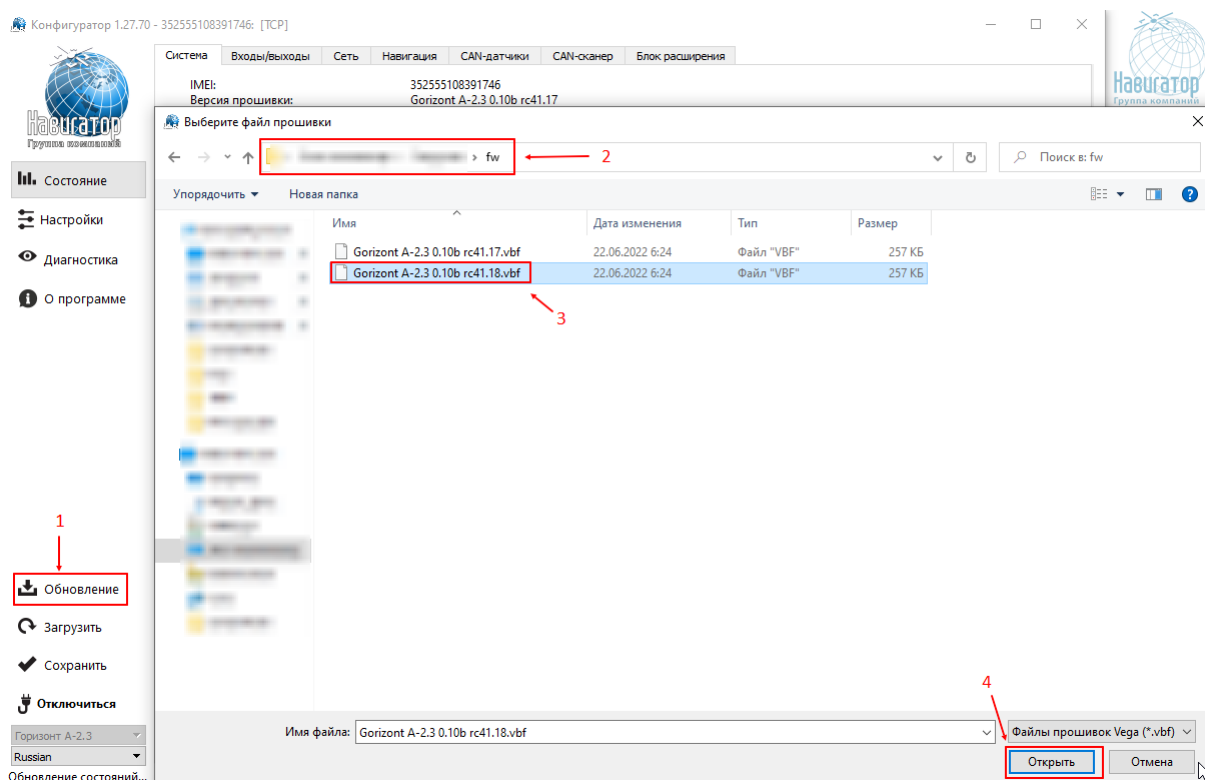 Конфигуратор 1.27.70 - 352555108391746: [TCP]
Навигатор
Группа компаний
Навигатор
Группа компаний
Система Входы/выходы Сеть Навигация CAN-датчики CAN-сканер Блок расширения
IMEI: 352555108391746
Версия прошивки: Gorizont A-2.3 0.10b rc41.17
Выберите файл прошивки
fw
2
Поиск в: fw
Упорядочить Новая папка
Имя Дата изменения Тип Размер
Gorizont A-2.3 0.10b rc41.17.vbf 22.06.2022 6:24 Файл "VBF" 257 КБ
Gorizont A-2.3 0.10b rc41.18.vbf 22.06.2022 6:24 Файл "VBF" 257 КБ
3
Состояние
Настройки
Диагностика
О программе
1
Обновление
Загрузить
Сохранить
Отключиться
Горизонт А-2.3
Russian
Обновление состояний...
4
Имя файла: Gorizont A-2.3 0.10b rc41.18.vbf Файлы прошивок Vega (*.vbf)
Открыть Отмена